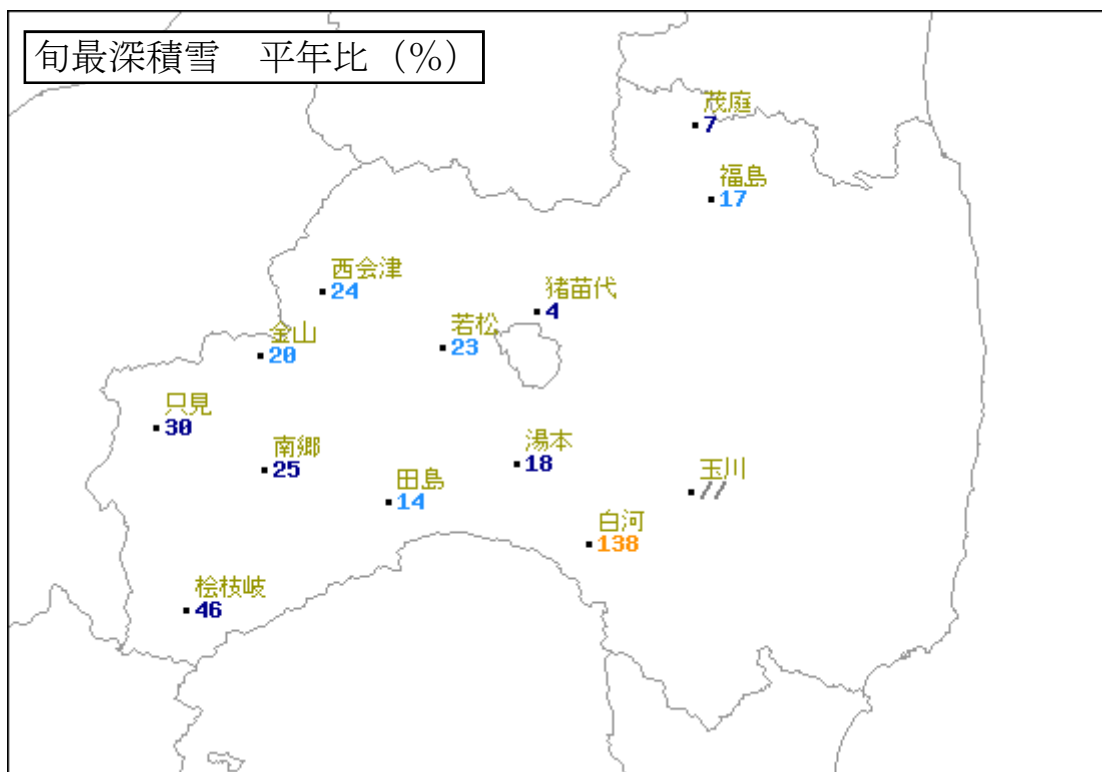 旬最深積雪　平年比（％）
茂庭
7
福島
17
西会津
24
猪苗代
4
金山
20
若松
23
只見
30
南郷
25
湯本
18
田島
14
玉川
//
白河
138
桧枝岐
46